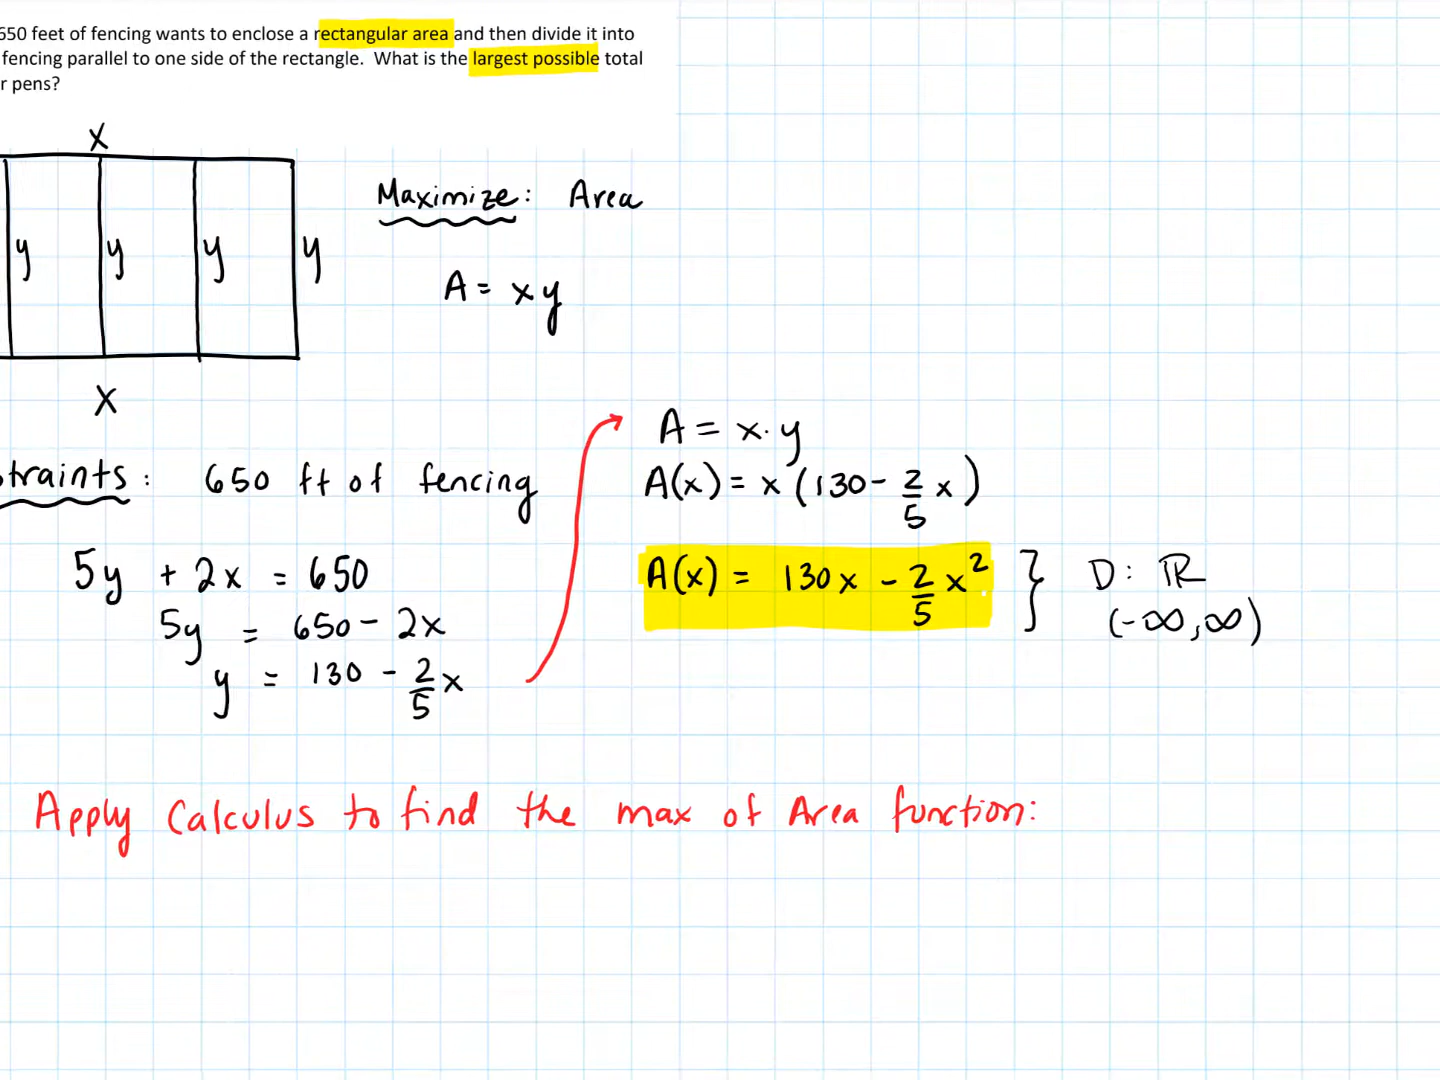 650 feet of fencing wants to enclose a rectangular area and then divide it into
fencing parallel to one side of the rectangle. What is the largest possible total
r pens?
x
y y y y
x
Maximize: Area
A = xy
straints: 650 ft of fencing
5y + 2x = 650
5y = 650 - 2x
y = 130 - 2/5 x
A = x · y
A(x) = x (130 - 2/5 x)
A(x) = 130x - 2/5 x² } D: ℝ
(-∞, ∞)
Apply Calculus to find the max of Area function: